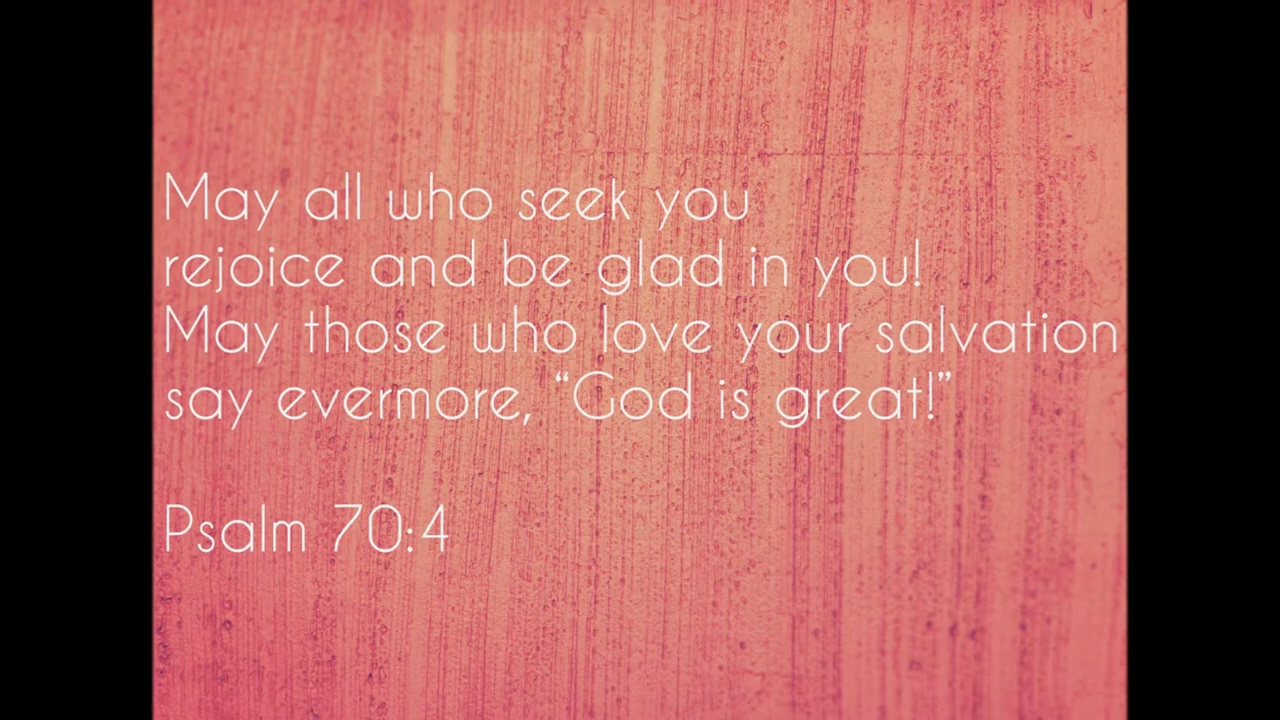 May all who seek you
rejoice and be glad in you!
May those who love your salvation
say evermore, “God is great!”
Psalm 70:4